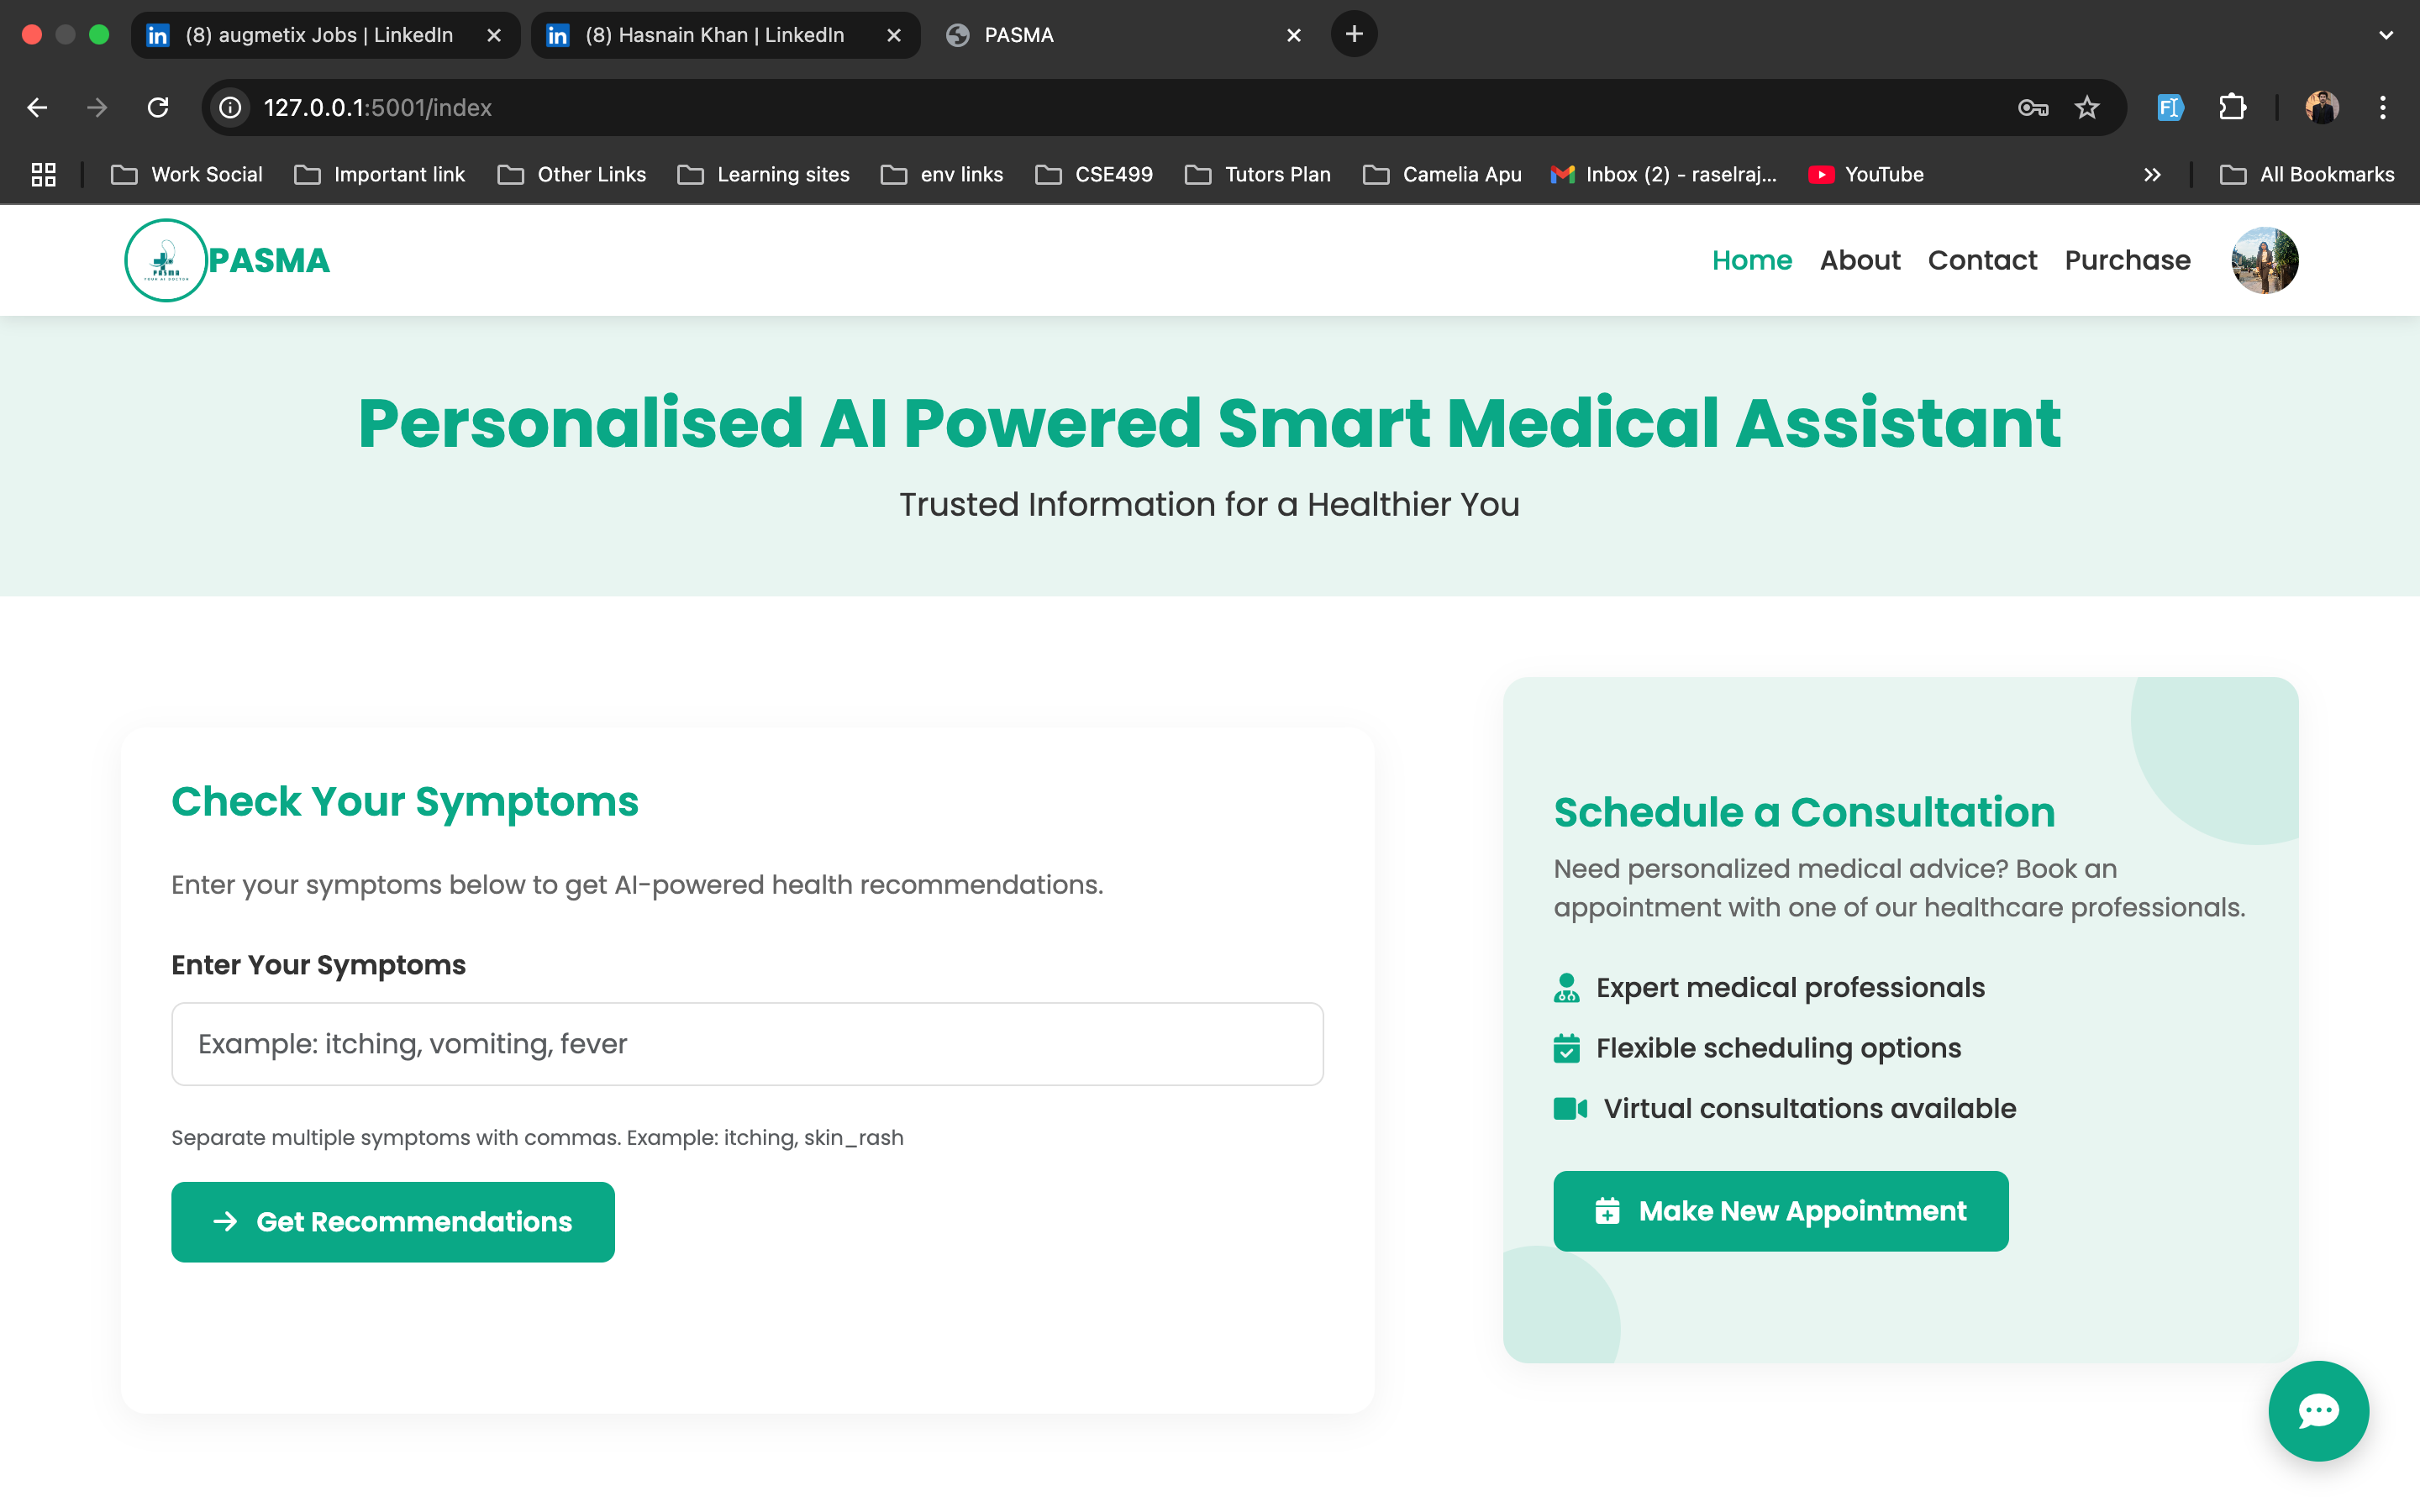 (8) augmetix Jobs | LinkedIn
(8) Hasnain Khan | LinkedIn
PASMA
127.0.0.1:5001/index
Work Social
Important link
Other Links
Learning sites
env links
CSE499
Tutors Plan
Camelia Apu
Inbox (2) - raselraj...
YouTube
All Bookmarks
PASMA
YOUR AI DOCTOR
PASMA
Home
About
Contact
Purchase
Personalised AI Powered Smart Medical Assistant
Trusted Information for a Healthier You
Check Your Symptoms
Enter your symptoms below to get AI-powered health recommendations.
Enter Your Symptoms
Example: itching, vomiting, fever
Separate multiple symptoms with commas. Example: itching, skin_rash
Get Recommendations
Schedule a Consultation
Need personalized medical advice? Book an
appointment with one of our healthcare professionals.
Expert medical professionals
Flexible scheduling options
Virtual consultations available
Make New Appointment